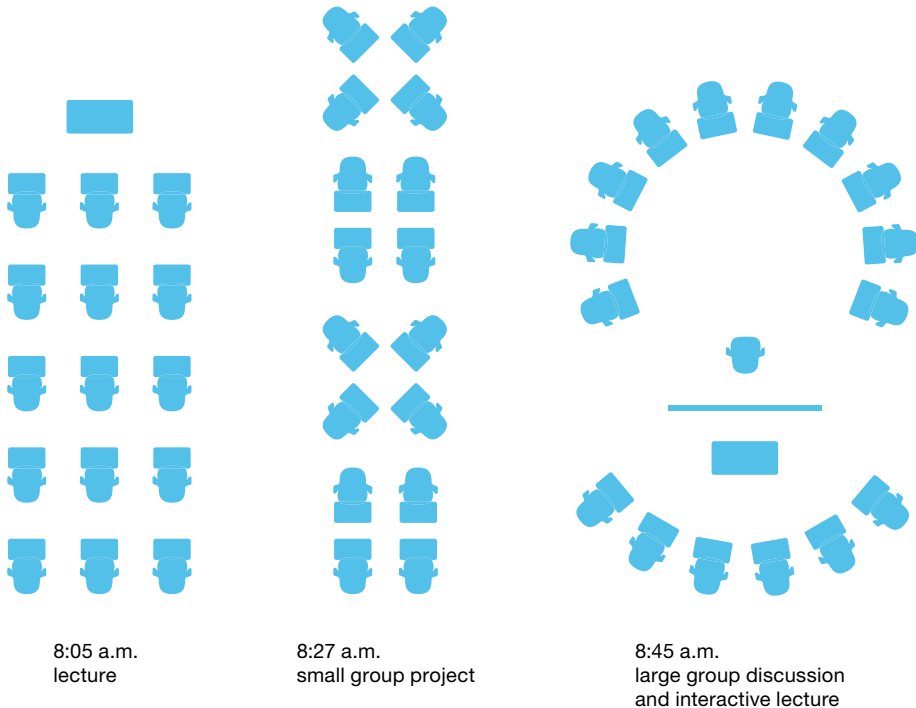 8:05 a.m.
lecture
8:27 a.m.
small group project
8:45 a.m.
large group discussion
and interactive lecture